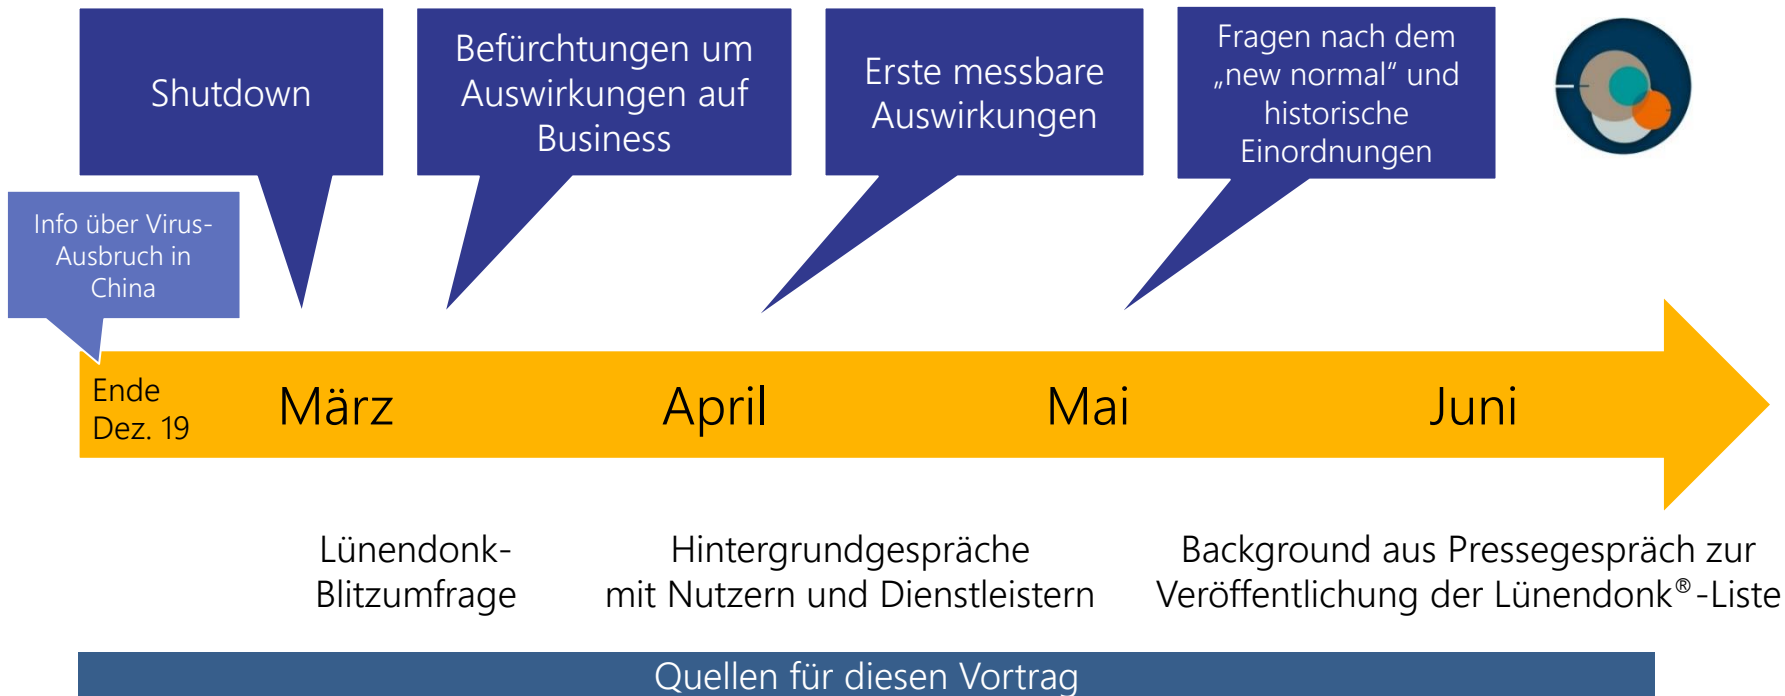 Shutdown
Befürchtungen um
Auswirkungen auf
Business
Erste messbare
Auswirkungen
Fragen nach dem
„new normal“ und
historische
Einordnungen
Info über Virus-
Ausbruch in
China
Ende
Dez. 19
März
April
Mai
Juni
Lünendonk-
Blitzumfrage
Hintergrundgespräche
mit Nutzern und Dienstleistern
Background aus Pressegespräch zur
Veröffentlichung der Lünendonk®-Liste
Quellen für diesen Vortrag